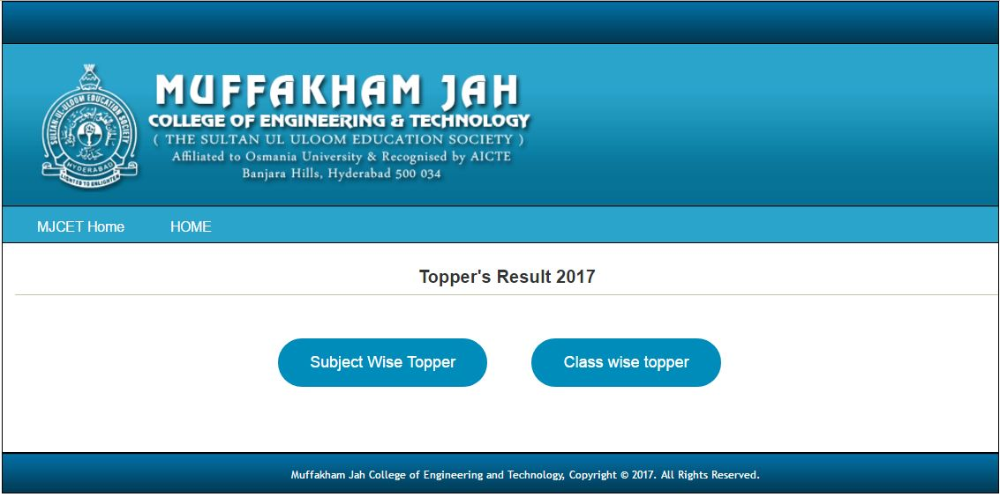 SULTAN-UL-ULOOM EDUCATION SOCIETY
HYDERABAD
LIGHTED TO ENLIGHTEN
MUFFAKHAM JAH
COLLEGE OF ENGINEERING & TECHNOLOGY
( THE SULTAN UL ULOOM EDUCATION SOCIETY )
Affiliated to Osmania University & Recognised by AICTE
Banjara Hills, Hyderabad 500 034
MJCET Home HOME
Topper's Result 2017
Subject Wise Topper Class wise topper
Muffakham Jah College of Engineering and Technology, Copyright © 2017. All Rights Reserved.